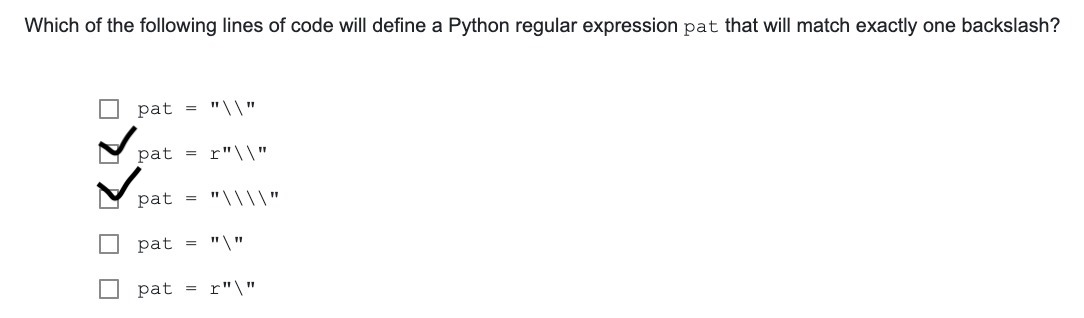 Which of the following lines of code will define a Python regular expression pat that will match exactly one backslash?
pat = "\\"
pat = r"\\"
pat = "\\\\"
pat = "\"
pat = r"\"